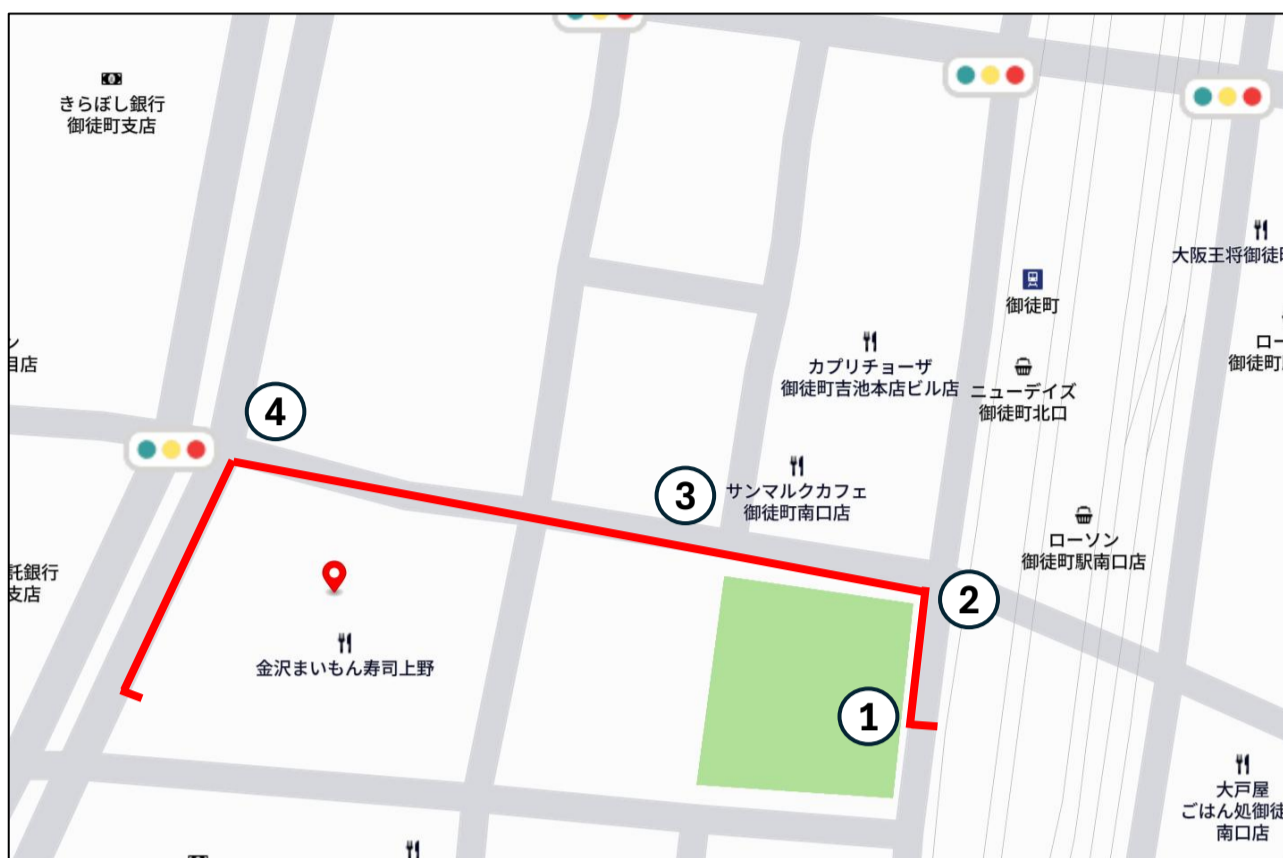 きらぼし銀行
御徒町支店
大阪王将御徒
御徒町
カプリチョーザ
御徒町吉池本店ビル店
ニューデイズ
御徒町北口
ロー
御徒町
ン
目店
4
3
サンマルクカフェ
御徒町南口店
ローソン
御徒町駅南口店
託銀行
支店
2
金沢まいもん寿司上野
1
大戸屋
ごはん処御徒
南口店